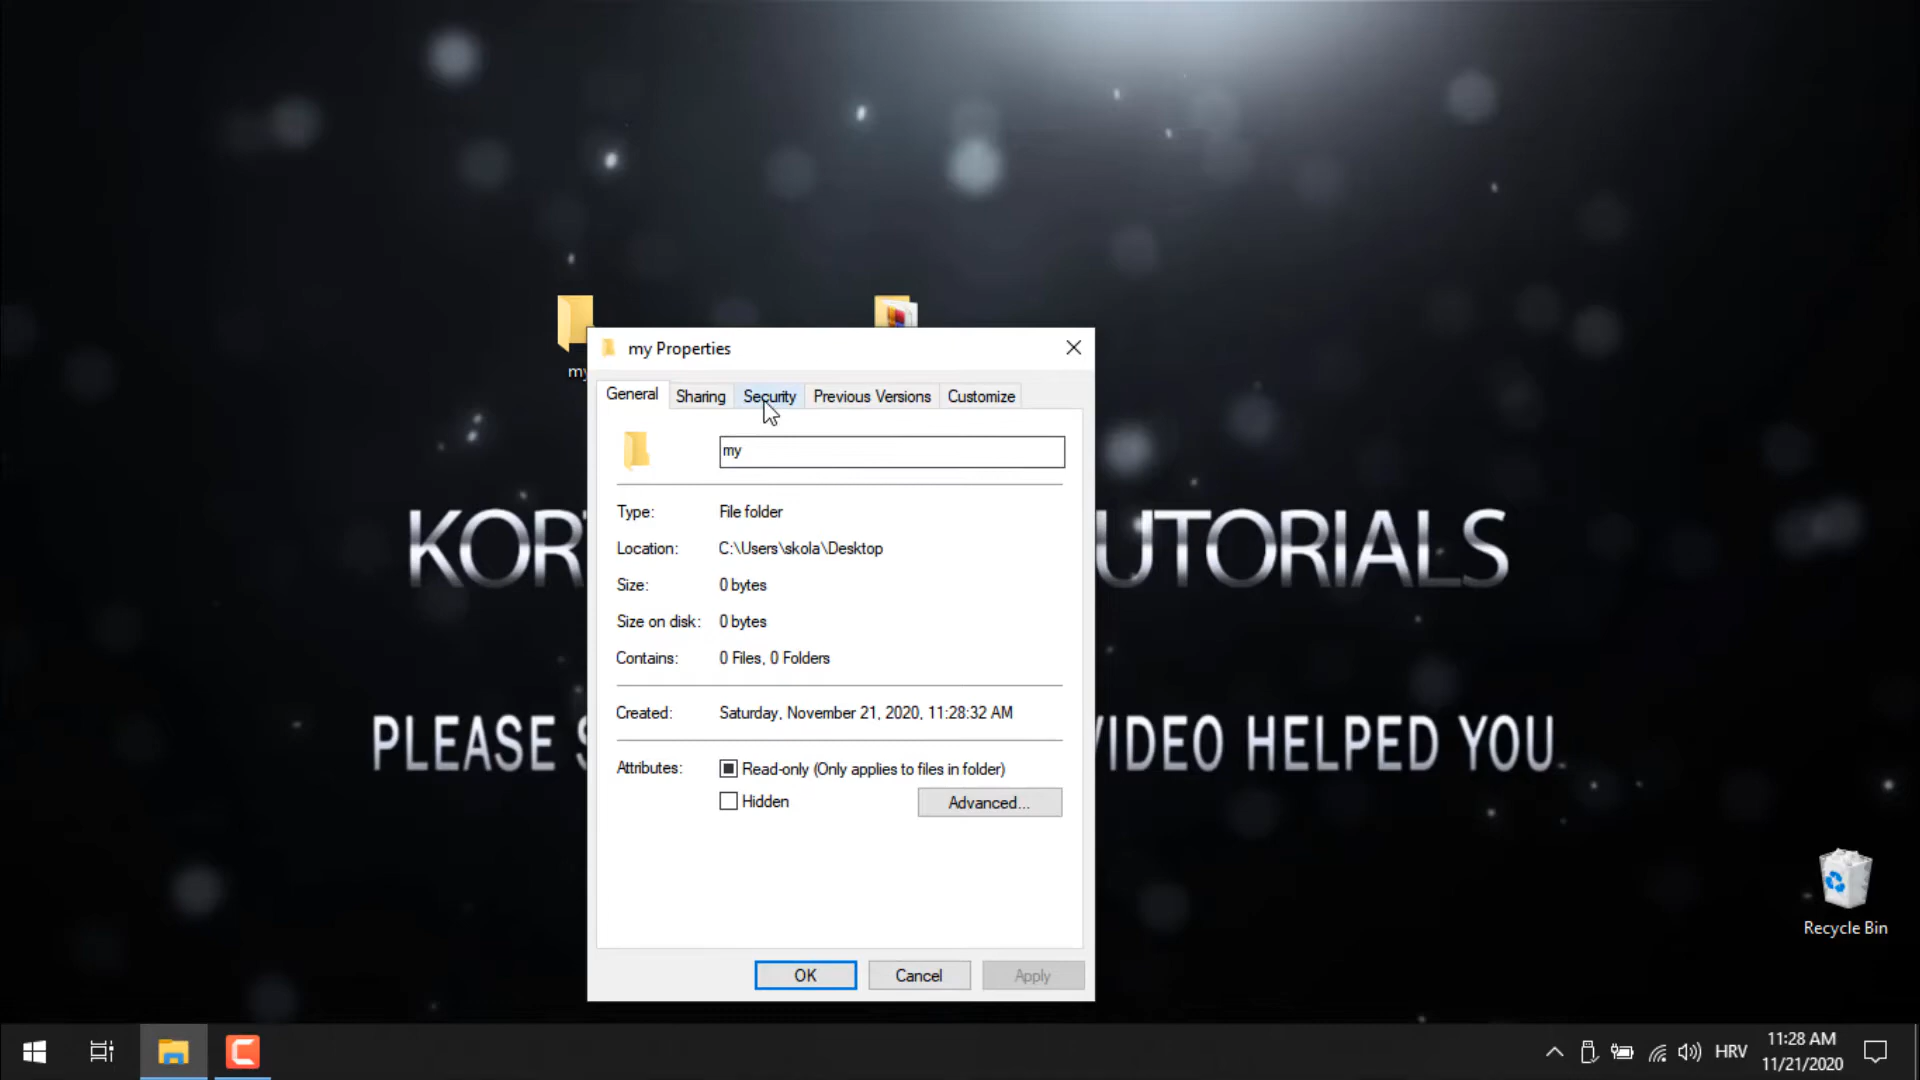 my
my Properties
General Sharing Security Previous Versions Customize
my
Type: File folder
Location: C:\Users\skola\Desktop
Size: 0 bytes
Size on disk: 0 bytes
Contains: 0 Files, 0 Folders
Created: Saturday, November 21, 2020, 11:28:32 AM
Attributes: Read-only (Only applies to files in folder)
Hidden Advanced...
OK Cancel Apply
KOR UTORIALS
PLEASE S VIDEO HELPED YOU
Recycle Bin
HRV
11:28 AM
11/21/2020